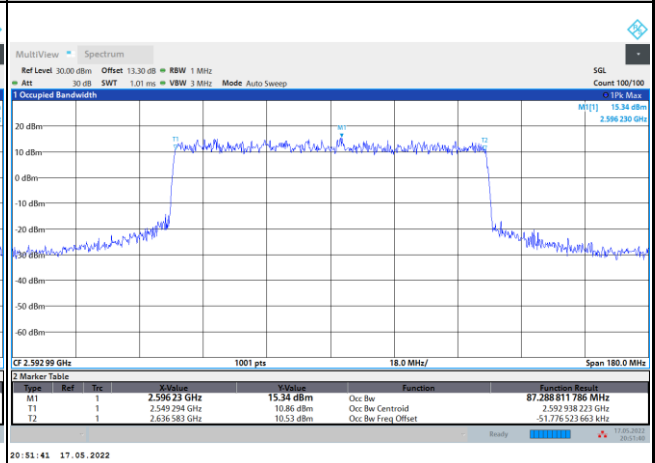 MultiView Spectrum
Ref Level 30.00 dBm Offset 13.30 dB RBW 1 MHz SGL
Att 30 dB SWT 1.01 ms VBW 3 MHz Mode Auto Sweep Count 100/100
1 Occupied Bandwidth 1Pk Max
M1[1] 15.34 dBm
2.596 230 GHz
20 dBm
M1
T1
T2
10 dBm
0 dBm
-10 dBm
-20 dBm
-30 dBm
-40 dBm
-50 dBm
-60 dBm
CF 2.592 99 GHz 1001 pts 18.0 MHz/ Span 180.0 MHz
2 Marker Table
Type Ref Trc X-Value Y-Value Function Function Result
M1 1 2.596 23 GHz 15.34 dBm Occ Bw 87.288 811 786 MHz
T1 1 2.549 294 GHz 10.86 dBm Occ Bw Centroid 2.592 938 223 GHz
T2 1 2.636 583 GHz 10.53 dBm Occ Bw Freq Offset -51.776 523 663 kHz
Ready 17.05.2022
20:51:40
20:51:41 17.05.2022